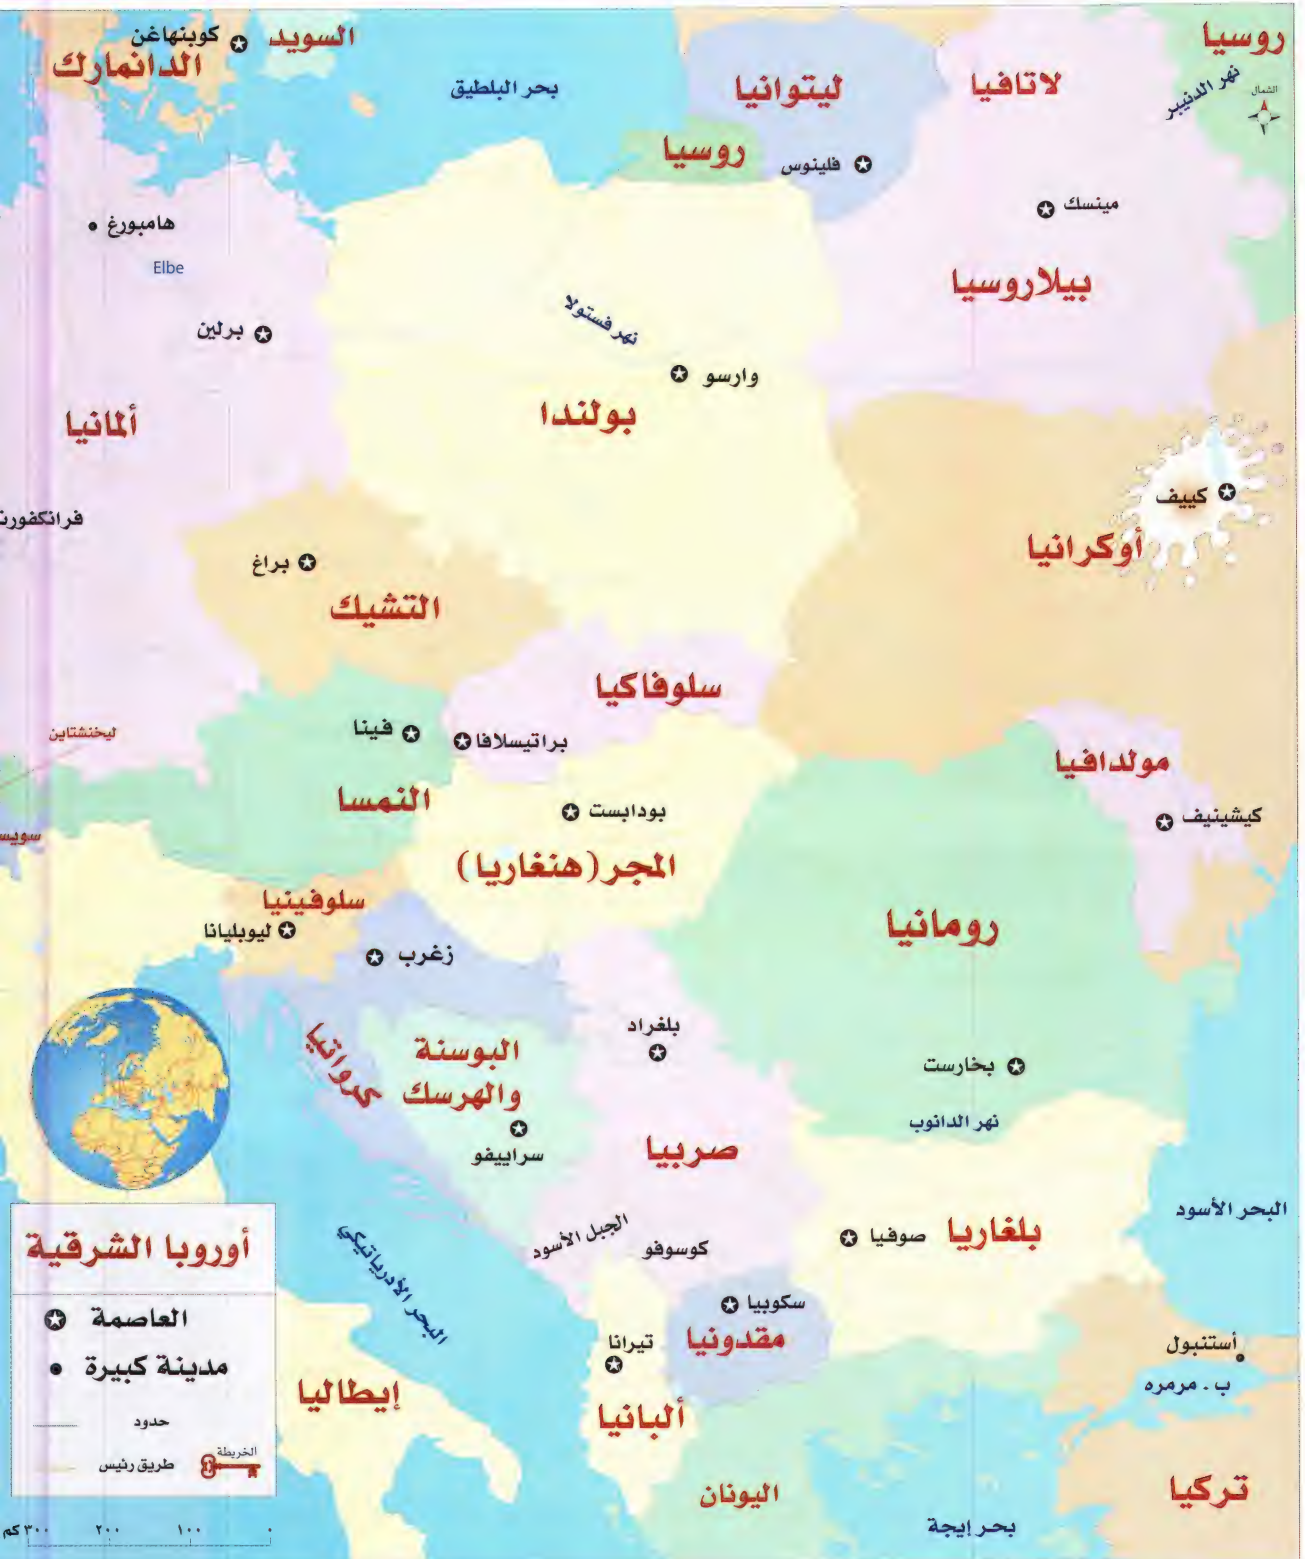 روسيا
السويد
كوبنهاغن
الدانمارك
نهر الدنيبر
الشمال
لاتافيا
ليتوانيا
بحر البلطيق
روسيا
فلينوس
مينسك
هامبورغ
Elbe
بيلاروسيا
نهر فستولا
برلين
وارسو
بولندا
ألمانيا
كييف
فرانكفورت
أوكرانيا
براغ
التشيك
سلوفاكيا
ليختشتاين
فينا
براتيسلافا
مولدافيا
النمسا
بودابست
كيشينيف
سويس
المجر (هنغاريا)
سلوفينيا
ليوبليانا
زغرب
رومانيا
بلغراد
كرواتيا
البوسنة
والهرسك
بخارست
سراييفو
نهر الدانوب
صربيا
البحر الأسود
الجبل الأسود
كوسوفو
صوفيا
بلغاريا
البحر الأدرياتيكي
سكوبيا
مقدونيا
تيرانا
ألبانيا
أستنبول
ب . مرمره
إيطاليا
اليونان
تركيا
بحر إيجة
أوروبا الشرقية
العاصمة
مدينة كبيرة
حدود
الخريطة
طريق رئيس
٠ ١٠٠ ٢٠٠ ٣٠٠ كم